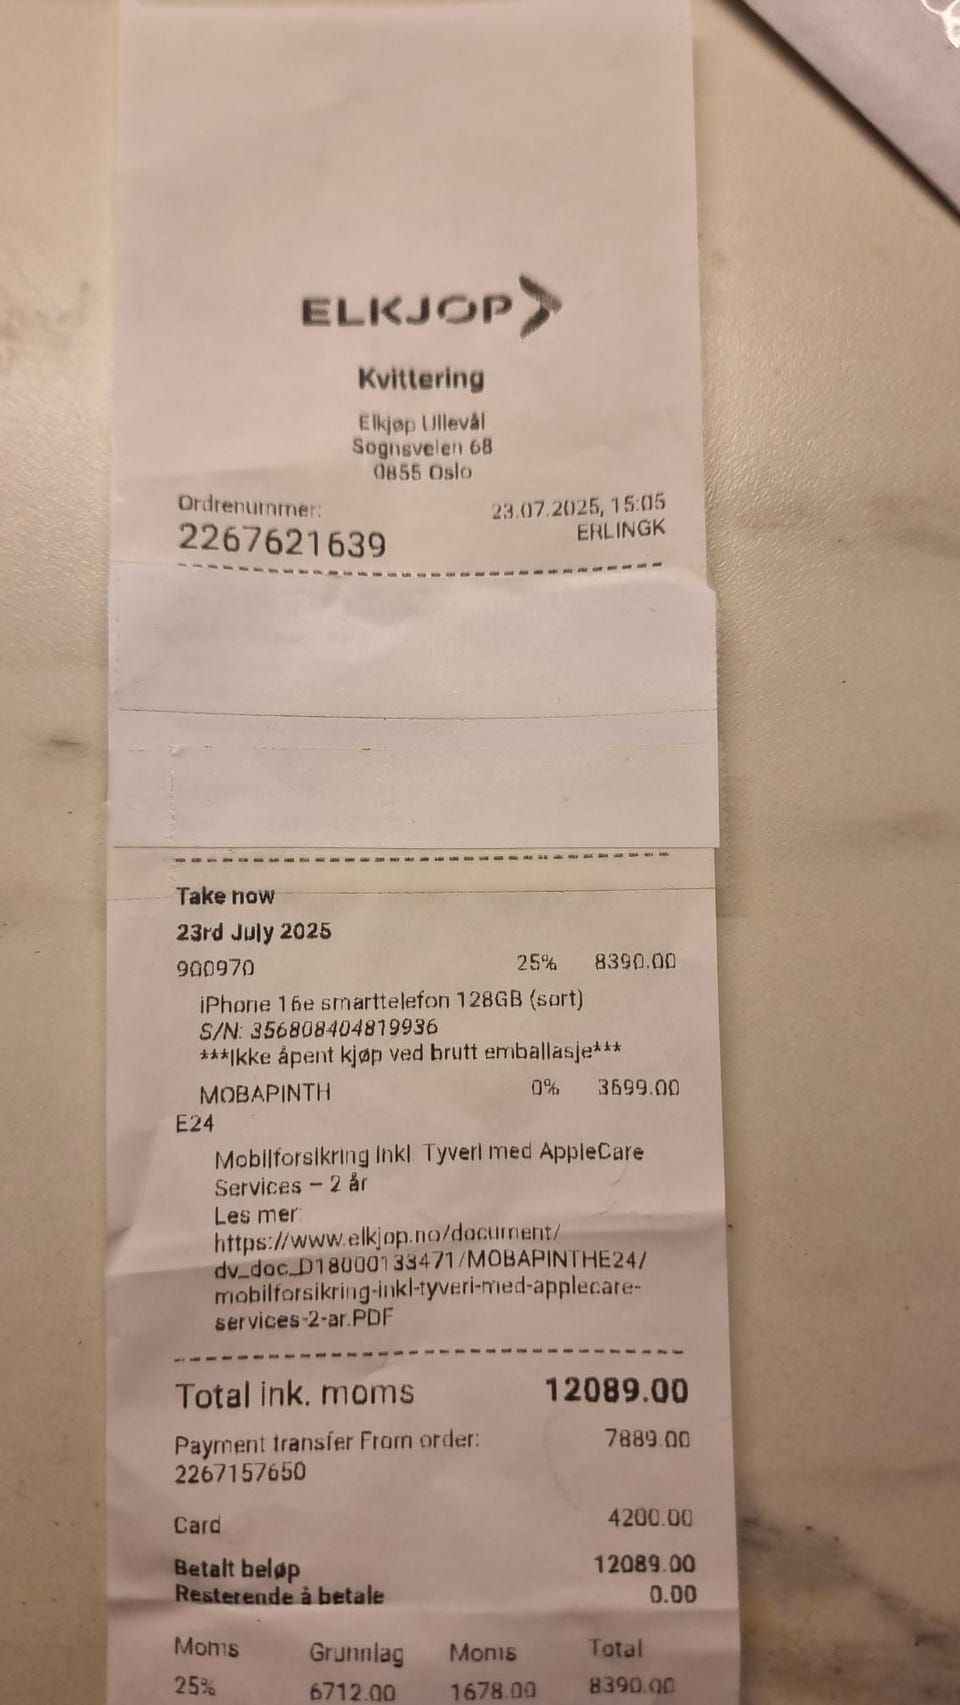 ELKJØP
Kvittering
Elkjøp Ullevål
Sognsveien 68
0855 Oslo
Ordrenummer: 23.07.2025, 15:05
2267621639 ERLINGK
Take now
23rd July 2025
900970 25% 8390.00
iPhone 16e smarttelefon 128GB (sort)
S/N: 356808404819936
***Ikke åpent kjøp ved brutt emballasje***
MOBAPINTH 0% 3699.00
E24
Mobilforsikring inkl. Tyveri med AppleCare
Services – 2 år
Les mer:
https://www.elkjop.no/document/
dv_doc_D18000133471/MOBAPINTHE24/
mobilforsikring-inkl-tyveri-med-applecare-
services-2-ar.PDF
Total ink. moms 12089.00
Payment transfer From order: 7889.00
2267157650
Card 4200.00
Betalt beløp 12089.00
Resterende å betale 0.00
Moms Grunnlag Moms Total
25% 6712.00 1678.00 8390.00